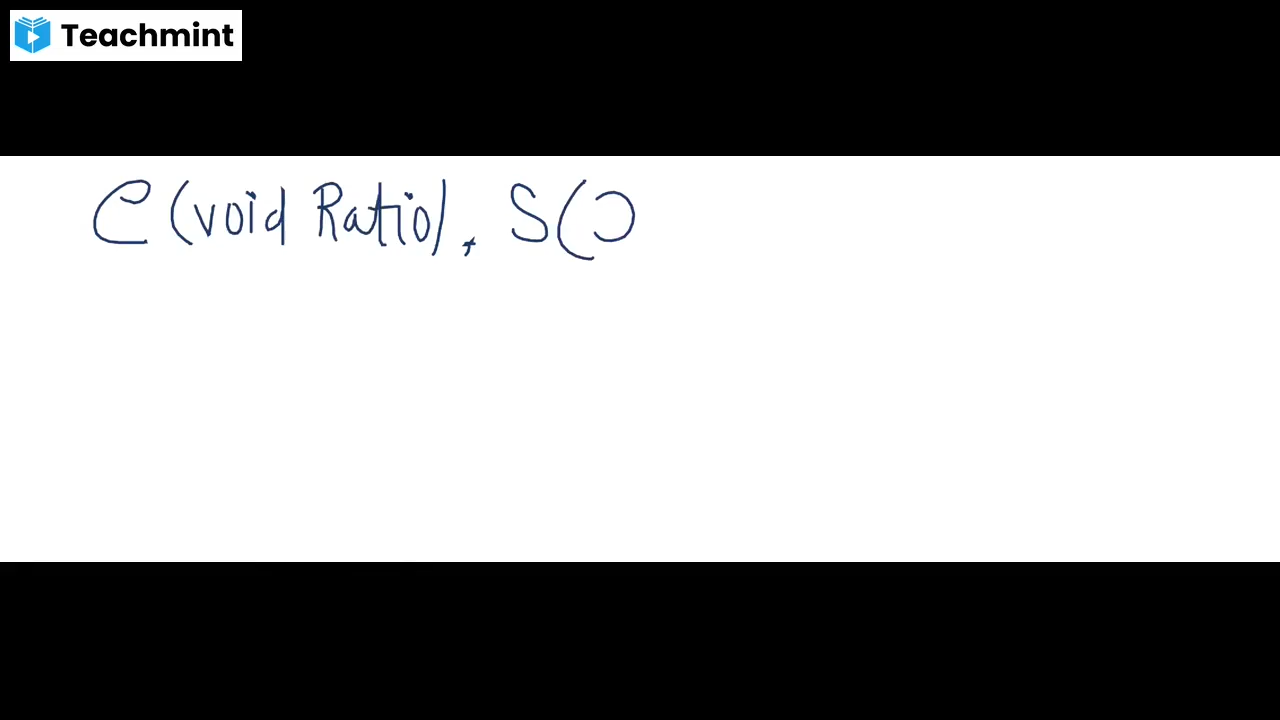 Teachmint
e (void Ratio), S(